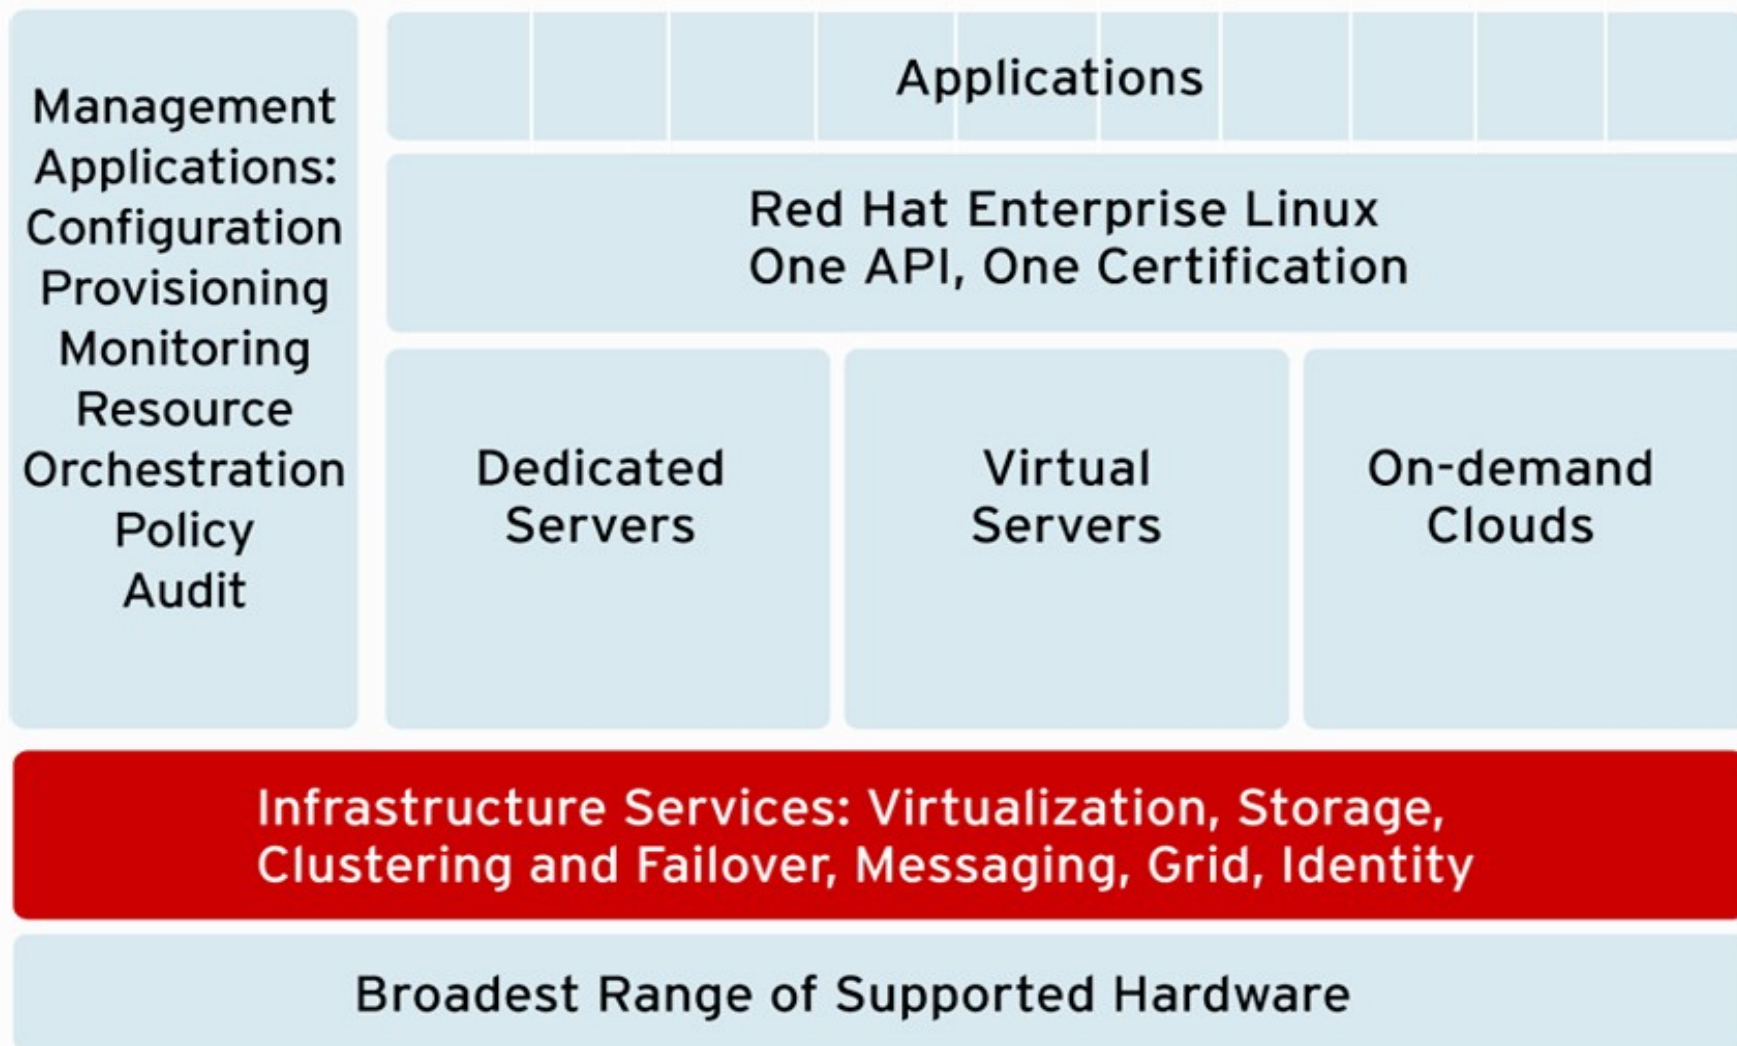 Management
Applications:
Configuration
Provisioning
Monitoring
Resource
Orchestration
Policy
Audit
Applications
Red Hat Enterprise Linux
One API, One Certification
Dedicated
Servers
Virtual
Servers
On-demand
Clouds
Infrastructure Services: Virtualization, Storage,
Clustering and Failover, Messaging, Grid, Identity
Broadest Range of Supported Hardware